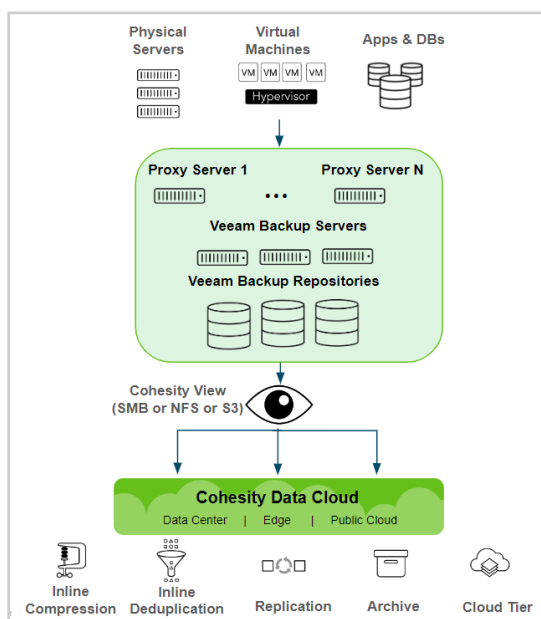 Physical
Servers
Virtual
Machines
Apps & DBs
VM VM VM VM
Hypervisor
Proxy Server 1
Proxy Server N
Veeam Backup Servers
Veeam Backup Repositories
Cohesity View
(SMB or NFS or S3)
Cohesity Data Cloud
Data Center | Edge | Public Cloud
Inline
Compression
Inline
Deduplication
Replication
Archive
Cloud Tier